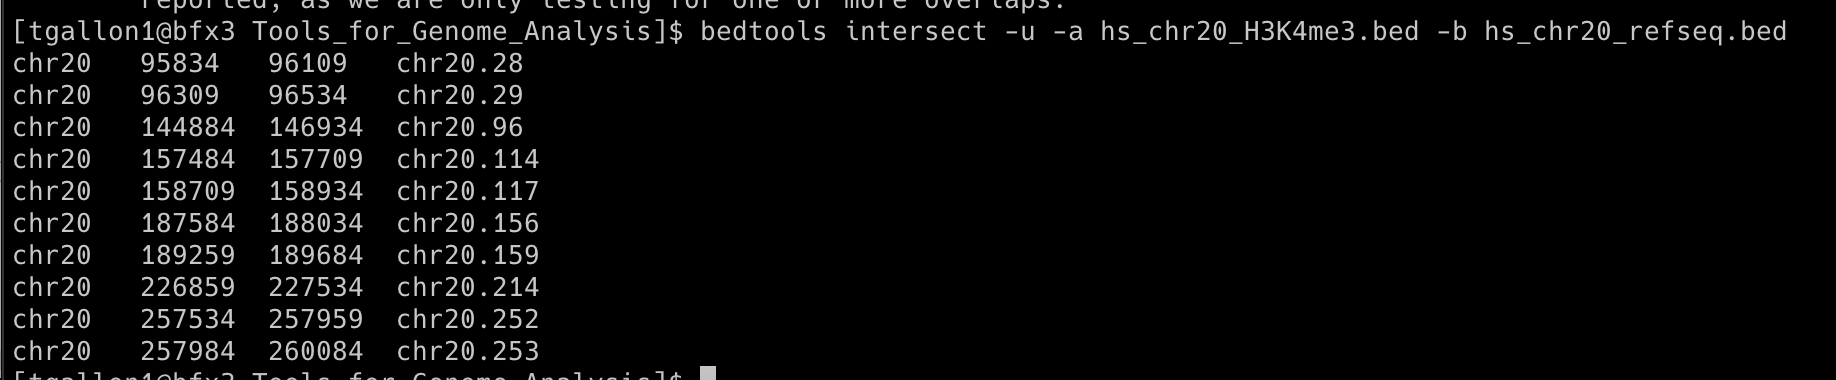 reported, as we are only testing for one or more overlaps.
[tgallon1@bfx3 Tools_for_Genome_Analysis]$ bedtools intersect -u -a hs_chr20_H3K4me3.bed -b hs_chr20_refseq.bed
chr20 95834 96109 chr20.28
chr20 96309 96534 chr20.29
chr20 144884 146934 chr20.96
chr20 157484 157709 chr20.114
chr20 158709 158934 chr20.117
chr20 187584 188034 chr20.156
chr20 189259 189684 chr20.159
chr20 226859 227534 chr20.214
chr20 257534 257959 chr20.252
chr20 257984 260084 chr20.253
[tgallon1@bfx3 Tools_for_Genome_Analysis]$